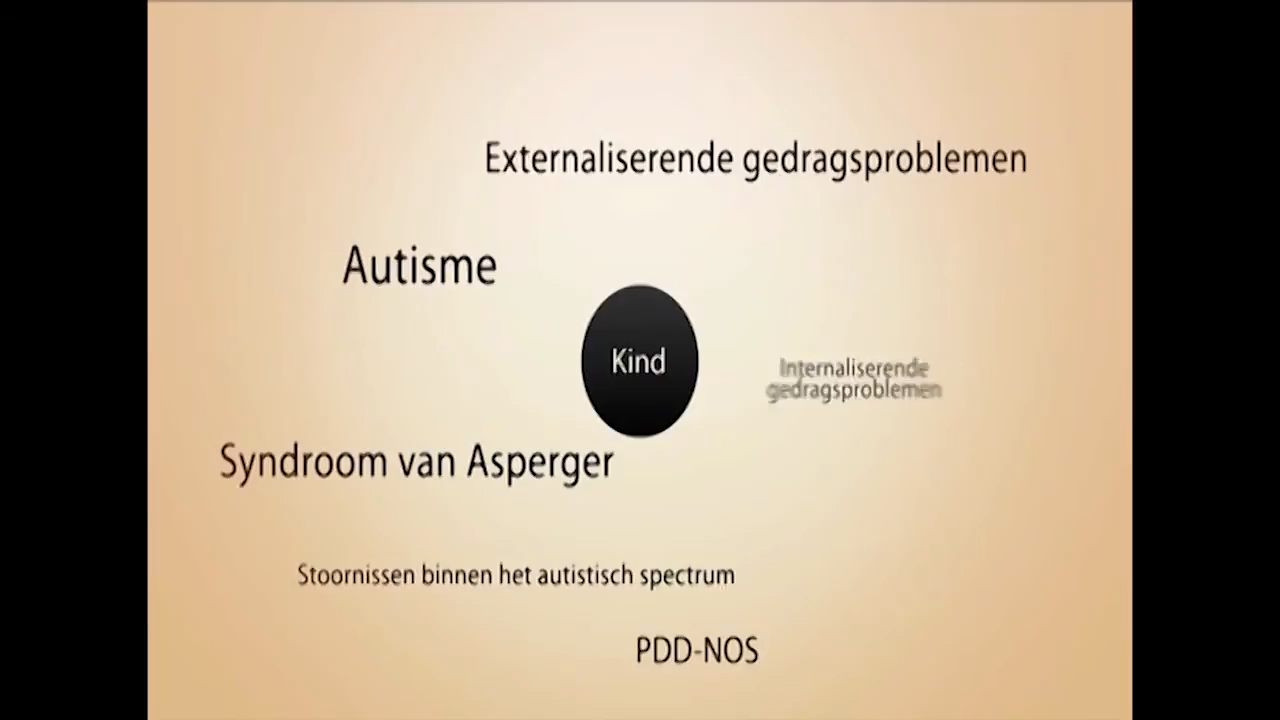 Externaliserende gedragsproblemen
Autisme
Kind
Internaliserende
gedragsproblemen
Syndroom van Asperger
Stoornissen binnen het autistisch spectrum
PDD-NOS